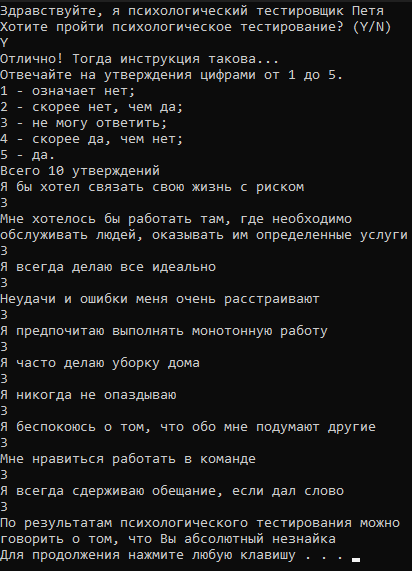 Здравствуйте, я психологический тестировщик Петя
Хотите пройти психологическое тестирование? (Y/N)
Y
Отлично! Тогда инструкция такова...
Отвечайте на утверждения цифрами от 1 до 5.
1 - означает нет;
2 - скорее нет, чем да;
3 - не могу ответить;
4 - скорее да, чем нет;
5 - да.
Всего 10 утверждений
Я бы хотел связать свою жизнь с риском
3
Мне хотелось бы работать там, где необходимо
обслуживать людей, оказывать им определенные услуги
3
Я всегда делаю все идеально
3
Неудачи и ошибки меня очень расстраивают
3
Я предпочитаю выполнять монотонную работу
3
Я часто делаю уборку дома
3
Я никогда не опаздываю
3
Я беспокоюсь о том, что обо мне подумают другие
3
Мне нравиться работать в команде
3
Я всегда сдерживаю обещание, если дал слово
3
По результатам психологического тестирования можно
говорить о том, что Вы абсолютный незнайка
Для продолжения нажмите любую клавишу . . .